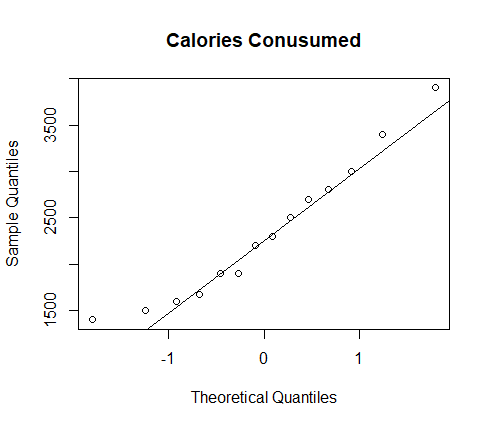 Calories Conusumed
3500
2500
1500
Sample Quantiles
-1
0
1
Theoretical Quantiles